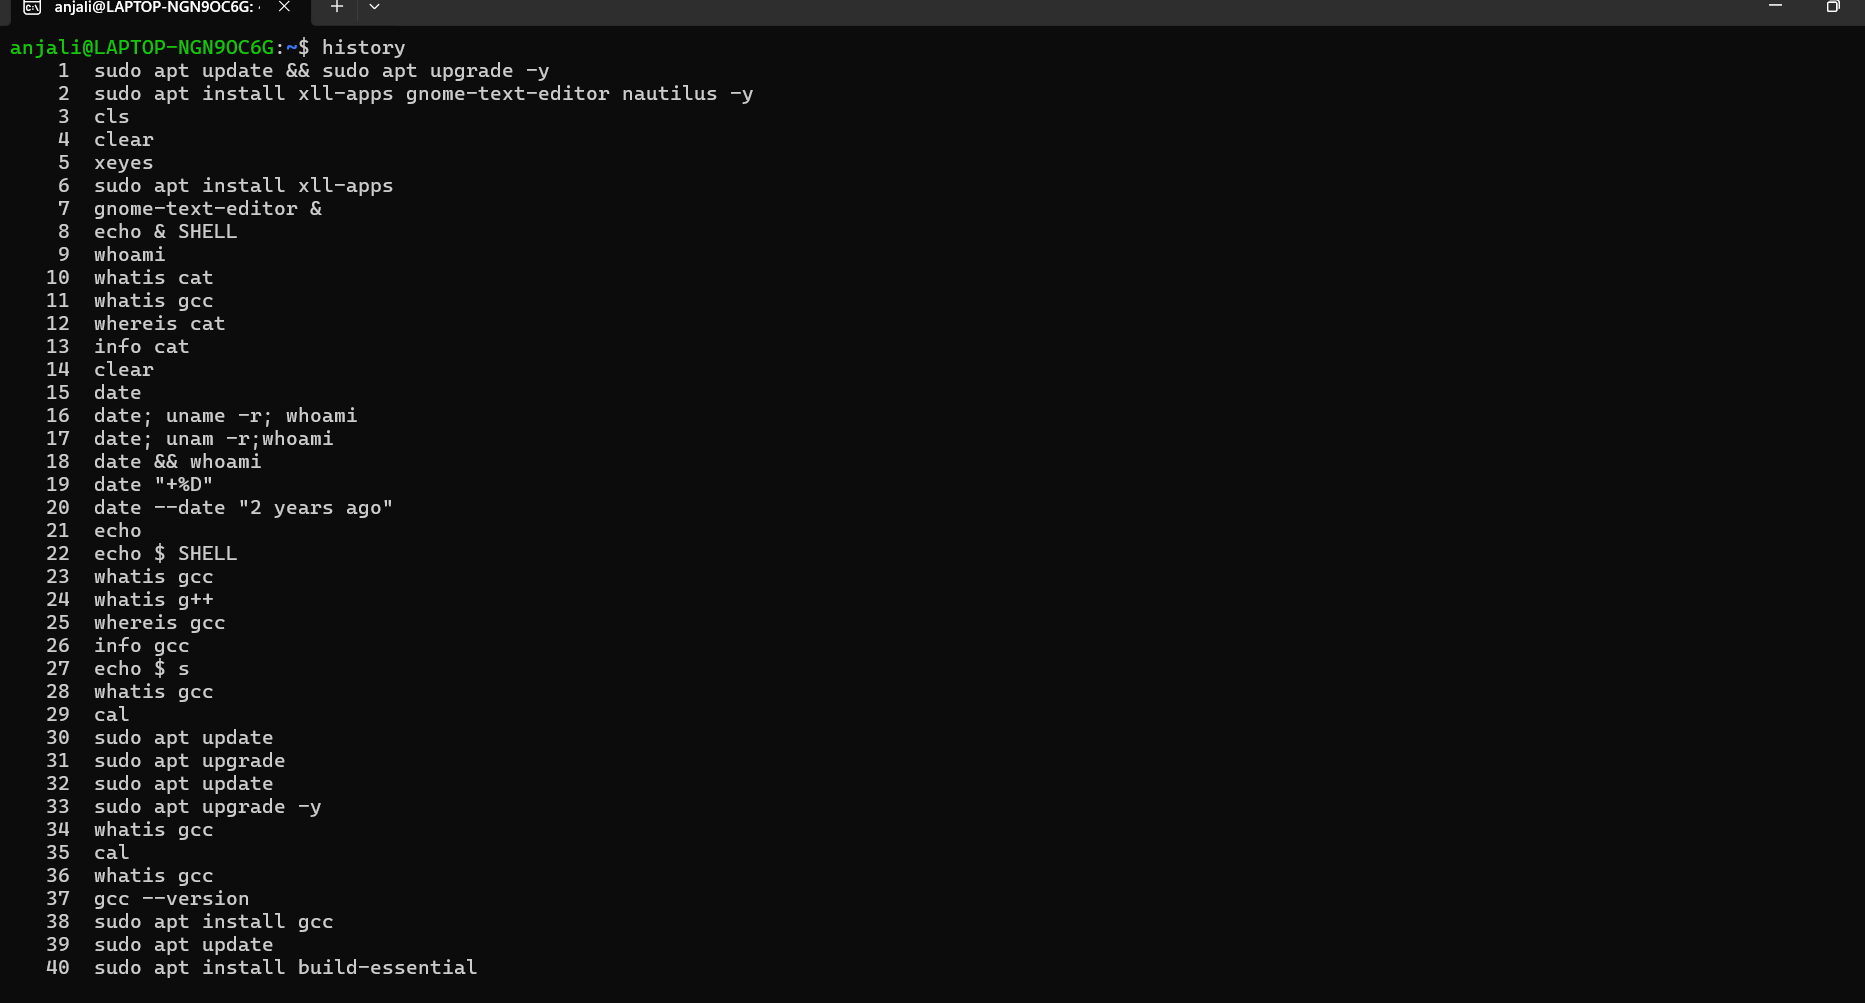 anjali@LAPTOP-NGN9OC6G: ~
anjali@LAPTOP-NGN9OC6G:~$ history
1 sudo apt update && sudo apt upgrade -y
2 sudo apt install xll-apps gnome-text-editor nautilus -y
3 cls
4 clear
5 xeyes
6 sudo apt install xll-apps
7 gnome-text-editor &
8 echo & SHELL
9 whoami
10 whatis cat
11 whatis gcc
12 whereis cat
13 info cat
14 clear
15 date
16 date; uname -r; whoami
17 date; unam -r;whoami
18 date && whoami
19 date "+%D"
20 date --date "2 years ago"
21 echo
22 echo $ SHELL
23 whatis gcc
24 whatis g++
25 whereis gcc
26 info gcc
27 echo $ s
28 whatis gcc
29 cal
30 sudo apt update
31 sudo apt upgrade
32 sudo apt update
33 sudo apt upgrade -y
34 whatis gcc
35 cal
36 whatis gcc
37 gcc --version
38 sudo apt install gcc
39 sudo apt update
40 sudo apt install build-essential